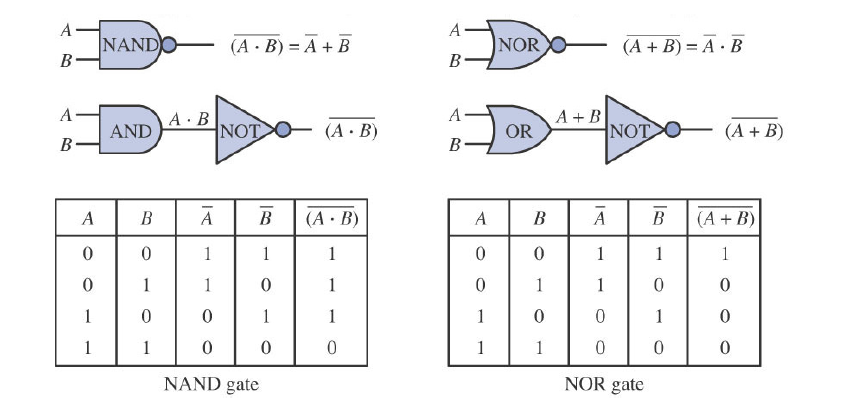 A
B
NAND
(A · B)‾ = A̅ + B̅
A
B
AND
A · B
NOT
(A · B)‾
A B A̅ B̅ (A · B)‾
0 0 1 1 1
0 1 1 0 1
1 0 0 1 1
1 1 0 0 0
NAND gate
A
B
NOR
(A + B)‾ = A̅ · B̅
A
B
OR
A + B
NOT
(A + B)‾
A B A̅ B̅ (A + B)‾
0 0 1 1 1
0 1 1 0 0
1 0 0 1 0
1 1 0 0 0
NOR gate